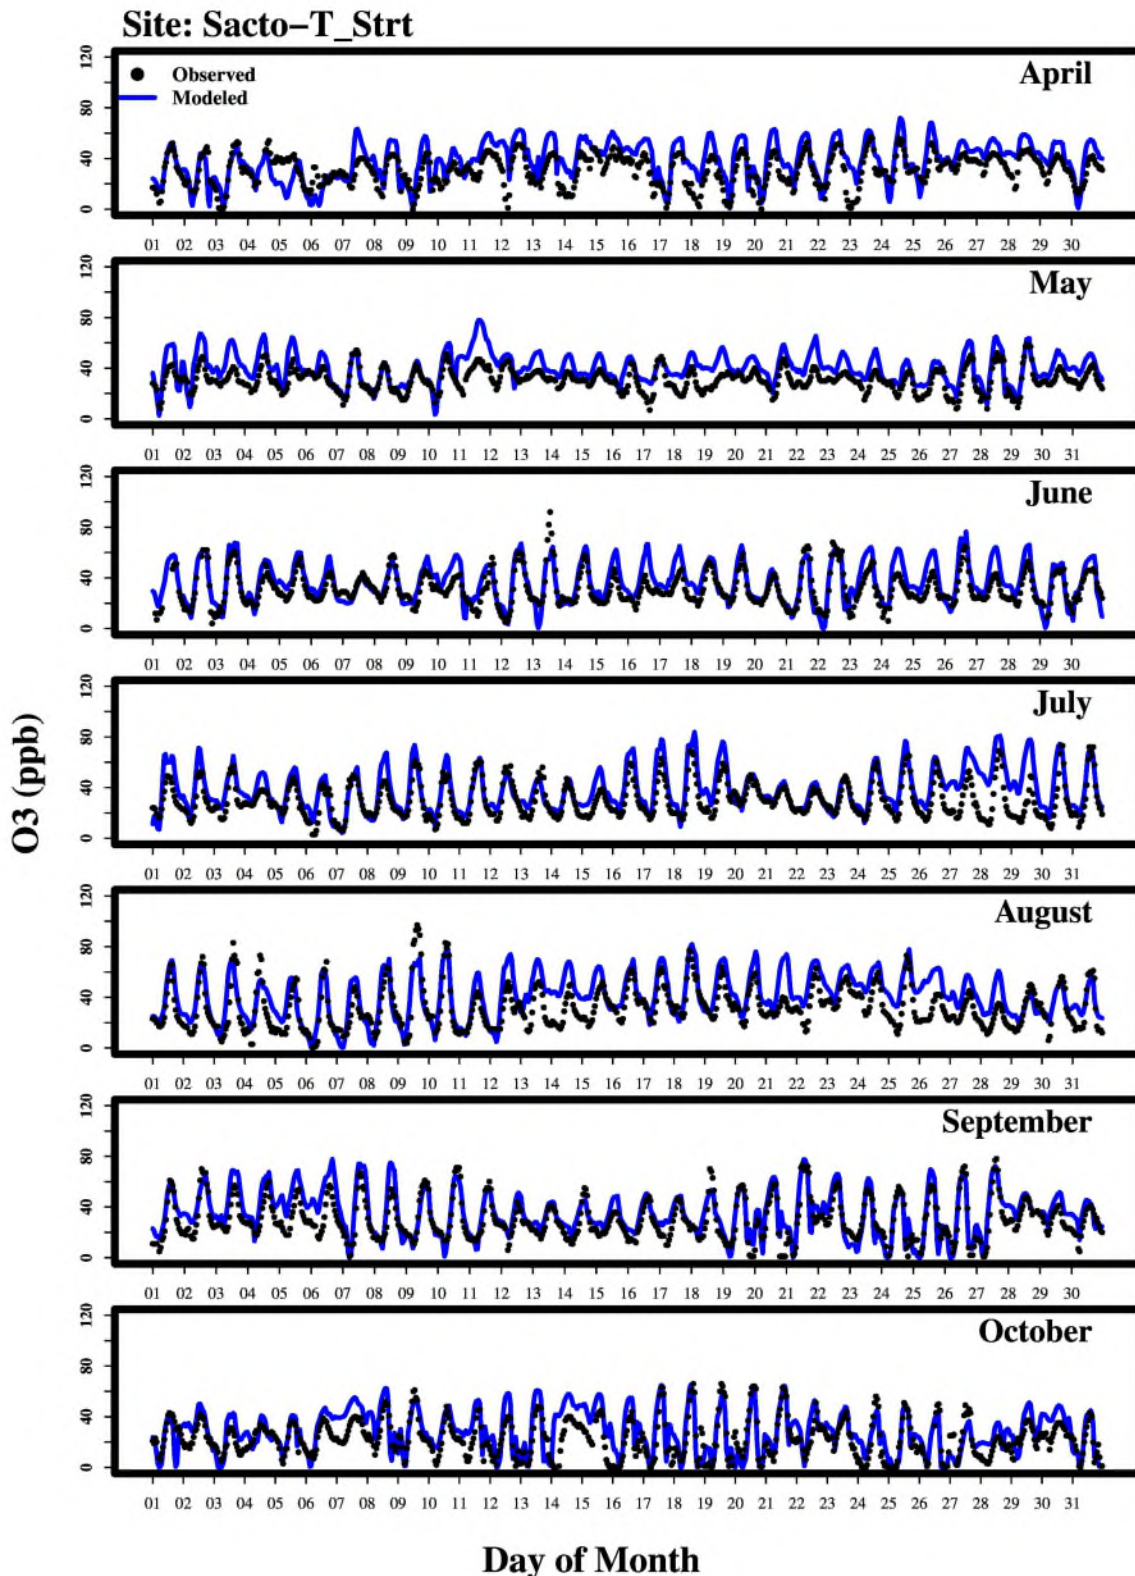 Site: Sacto-T_Strt
April
Observed
Modeled
0 40 80 120
01 02 03 04 05 06 07 08 09 10 11 12 13 14 15 16 17 18 19 20 21 22 23 24 25 26 27 28 29 30
May
0 40 80 120
01 02 03 04 05 06 07 08 09 10 11 12 13 14 15 16 17 18 19 20 21 22 23 24 25 26 27 28 29 30 31
June
0 40 80 120
01 02 03 04 05 06 07 08 09 10 11 12 13 14 15 16 17 18 19 20 21 22 23 24 25 26 27 28 29 30
July
0 40 80 120
01 02 03 04 05 06 07 08 09 10 11 12 13 14 15 16 17 18 19 20 21 22 23 24 25 26 27 28 29 30 31
O3 (ppb)
August
0 40 80 120
01 02 03 04 05 06 07 08 09 10 11 12 13 14 15 16 17 18 19 20 21 22 23 24 25 26 27 28 29 30 31
September
0 40 80 120
01 02 03 04 05 06 07 08 09 10 11 12 13 14 15 16 17 18 19 20 21 22 23 24 25 26 27 28 29 30
October
0 40 80 120
01 02 03 04 05 06 07 08 09 10 11 12 13 14 15 16 17 18 19 20 21 22 23 24 25 26 27 28 29 30 31
Day of Month